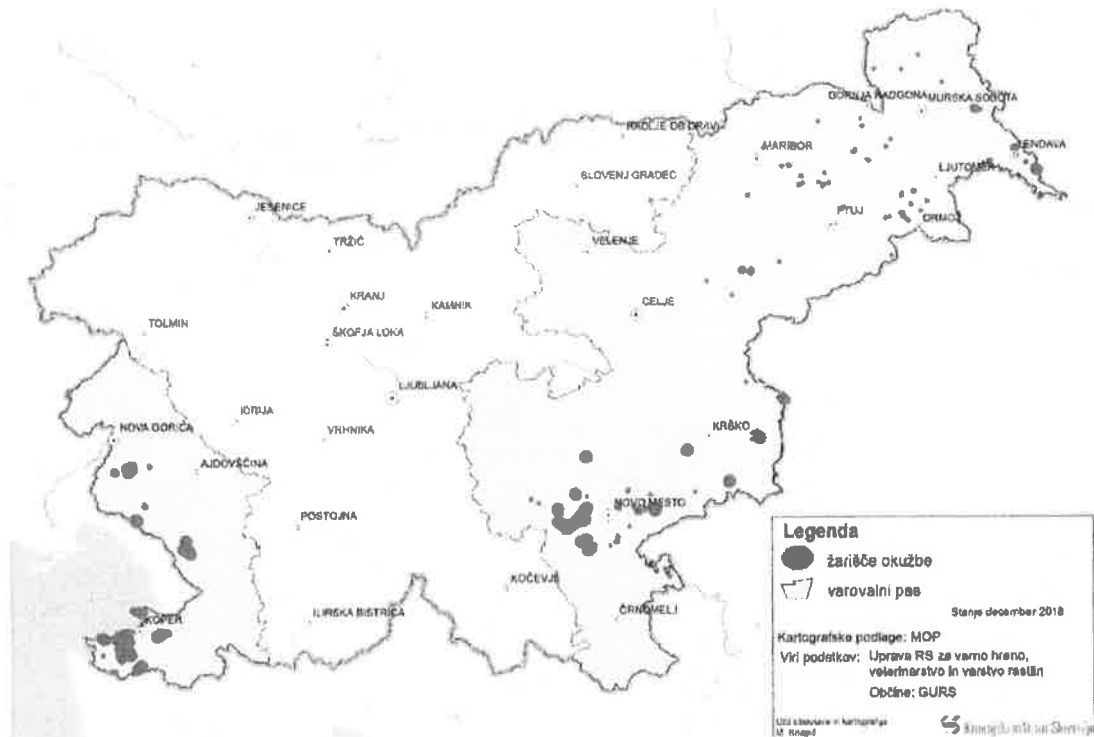 GORNJA RADGONA
MURSKA SOBOTA
RADLJE OB DRAVI
MARIBOR
LENDAVA
SLOVENJ GRADEC
LJUTOMER
JESENICE
PTUJ
ORMOŽ
TRŽIČ
VELENJE
KRANJ
KAMNIK
CELJE
TOLMIN
ŠKOFJA LOKA
LJUBLJANA
IDRIJA
NOVA GORICA
VRHNIKA
KRŠKO
AJDOVŠČINA
NOVO MESTO
POSTOJNA
KOČEVJE
KOPER
ILIRSKA BISTRICA
ČRNOMELJ
Legenda
žarišče okužbe
varovalni pas
Stanje december 2018
Kartografske podlage: MOP
Viri podatkov: Uprava RS za varno hrano,
veterinarstvo in varstvo rastlin
Občine: GURS